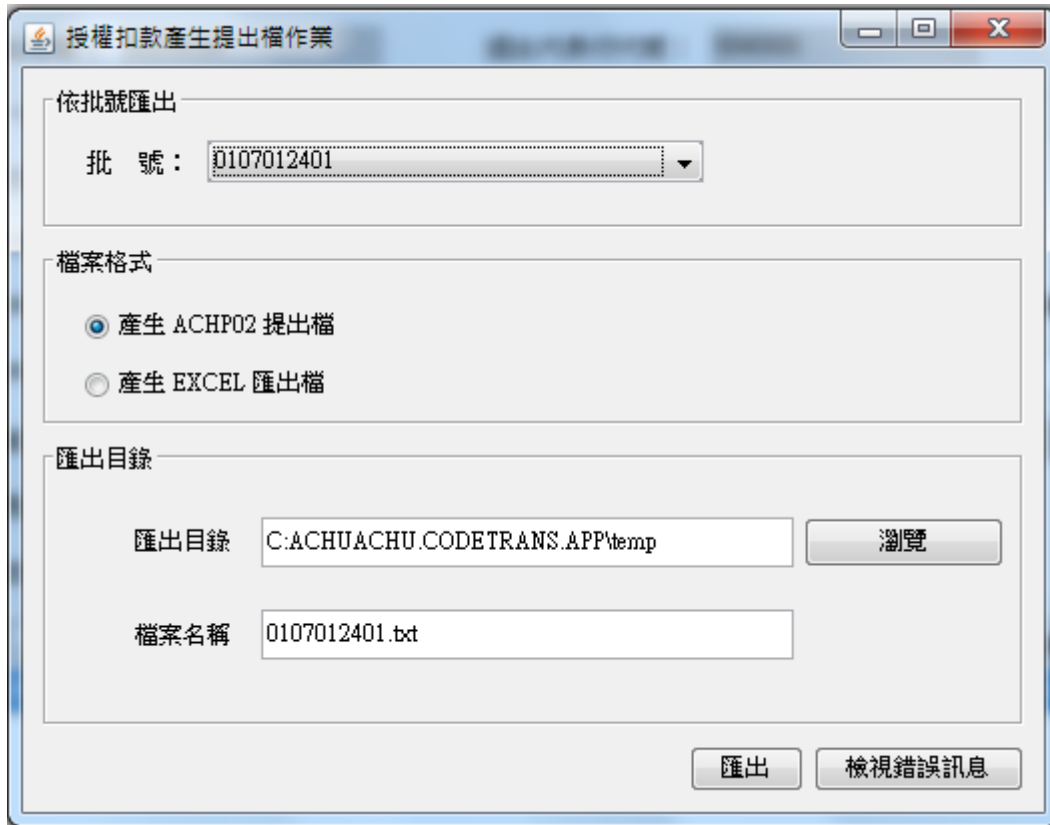 授權扣款產生提出檔作業
依批號匯出
批 號： 0107012401
檔案格式
產生 ACHP02 提出檔
產生 EXCEL 匯出檔
匯出目錄
匯出目錄 C:ACHUACHU.CODETRANS.APP\temp 瀏覽
檔案名稱 0107012401.txt
匯出 檢視錯誤訊息